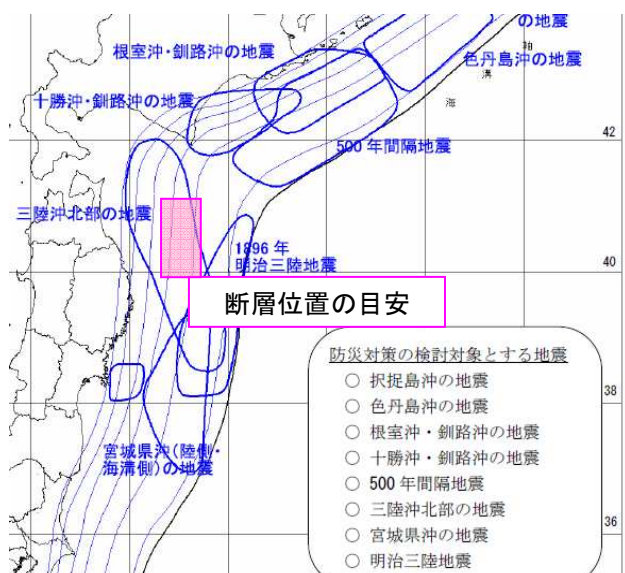 の地震
根室沖・釧路沖の地震
色丹島沖の地震
海
溝
軸
十勝沖・釧路沖の地震
42
500 年間隔地震
三陸沖北部の地震
1896 年
明治三陸地震
40
断層位置の目安
防災対策の検討対象とする地震
○ 択捉島沖の地震
○ 色丹島沖の地震
○ 根室沖・釧路沖の地震
○ 十勝沖・釧路沖の地震
○ 500 年間隔地震
○ 三陸沖北部の地震
○ 宮城県沖の地震
○ 明治三陸地震
38
宮城県沖(陸側・
海溝側)の地震
36